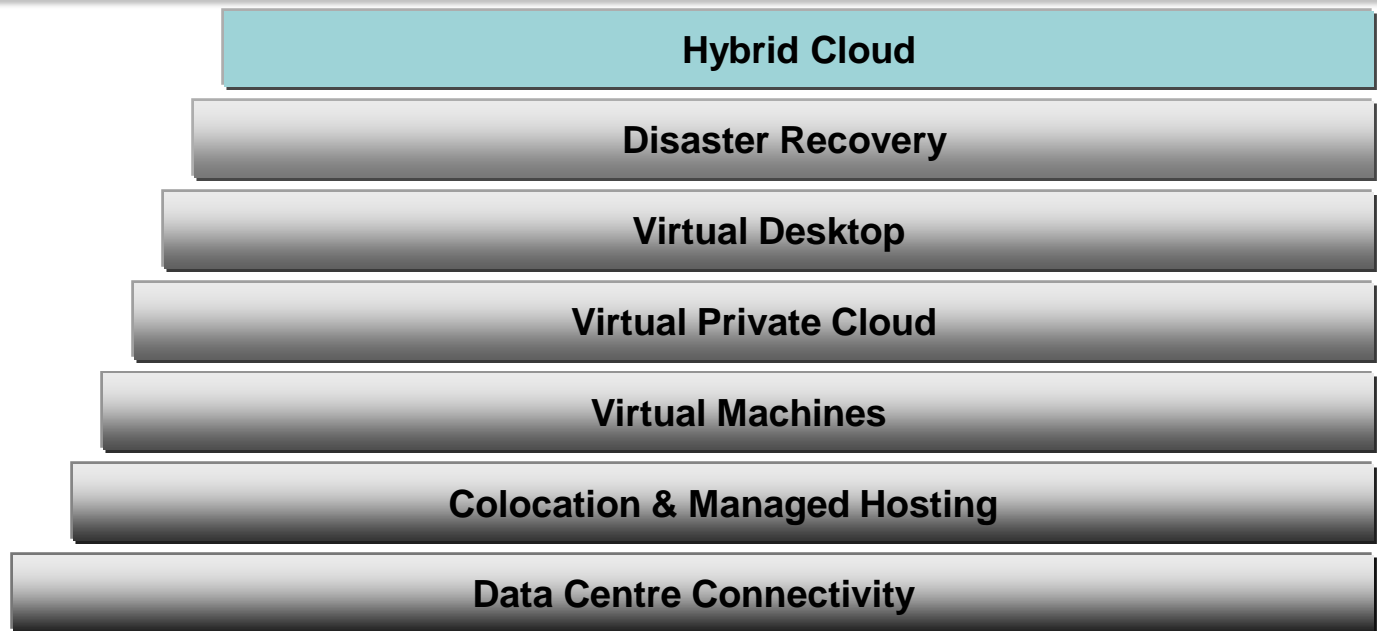 Hybrid Cloud
Disaster Recovery
Virtual Desktop
Virtual Private Cloud
Virtual Machines
Colocation & Managed Hosting
Data Centre Connectivity